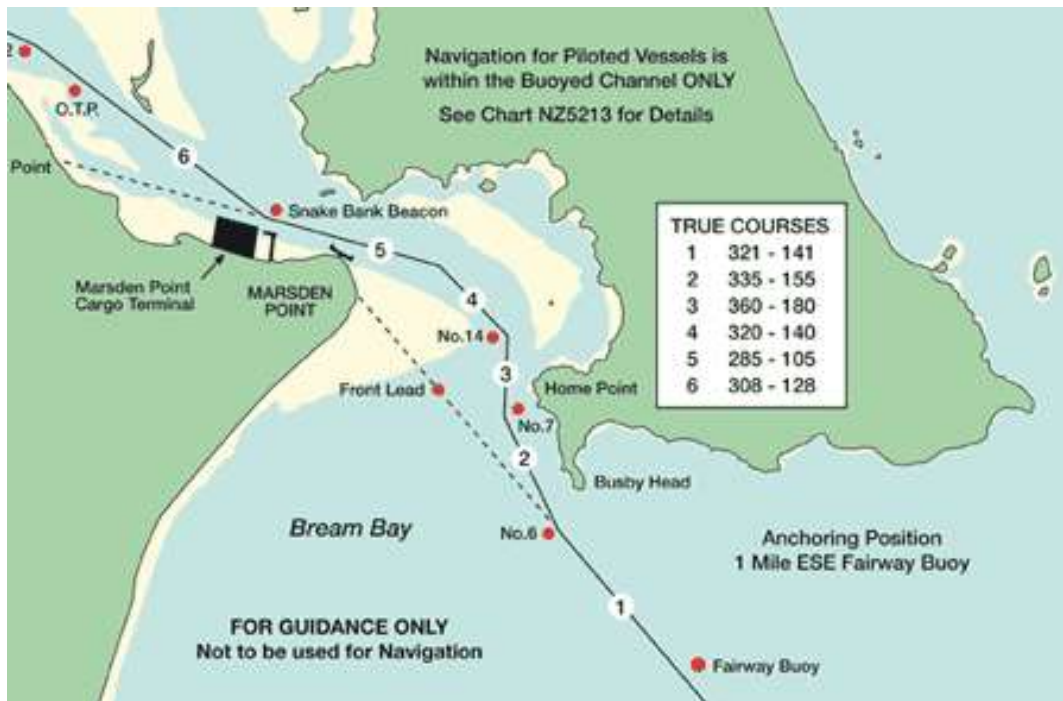 Navigation for Piloted Vessels is
within the Buoyed Channel ONLY
See Chart NZ5213 for Details
2
O.T.P.
6
Point
Snake Bank Beacon
5
Marsden Point
Cargo Terminal
MARSDEN
POINT
4
No.14
3
Front Lead
Home Point
No.7
2
Busby Head
No.6
Bream Bay
1
Anchoring Position
1 Mile ESE Fairway Buoy
FOR GUIDANCE ONLY
Not to be used for Navigation
Fairway Buoy
TRUE COURSES
1 321 - 141
2 335 - 155
3 360 - 180
4 320 - 140
5 285 - 105
6 308 - 128